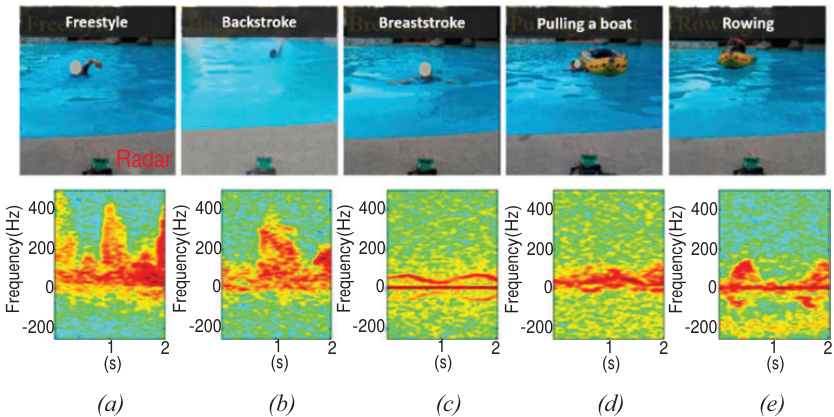 Freestyle
Backstroke
Breaststroke
Pulling a boat
Rowing
Radar
Frequency(Hz)
400
200
0
-200
1
2
(s)
Frequency(Hz)
400
200
0
-200
1
2
(s)
Frequency(Hz)
400
200
0
-200
1
2
(s)
Frequency(Hz)
400
200
0
-200
1
2
(s)
Frequency(Hz)
400
200
0
-200
1
2
(s)
(a)
(b)
(c)
(d)
(e)